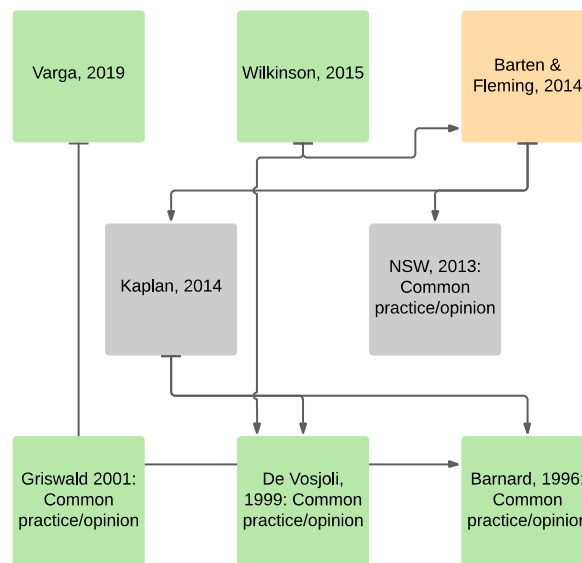 Varga, 2019
Wilkinson, 2015
Barten &
Fleming, 2014
Kaplan, 2014
NSW, 2013:
Common
practice/opinion
Griswald 2001:
Common
practice/opinion
De Vosjoli,
1999: Common
practice/opinion
Barnard, 1996:
Common
practice/opinion